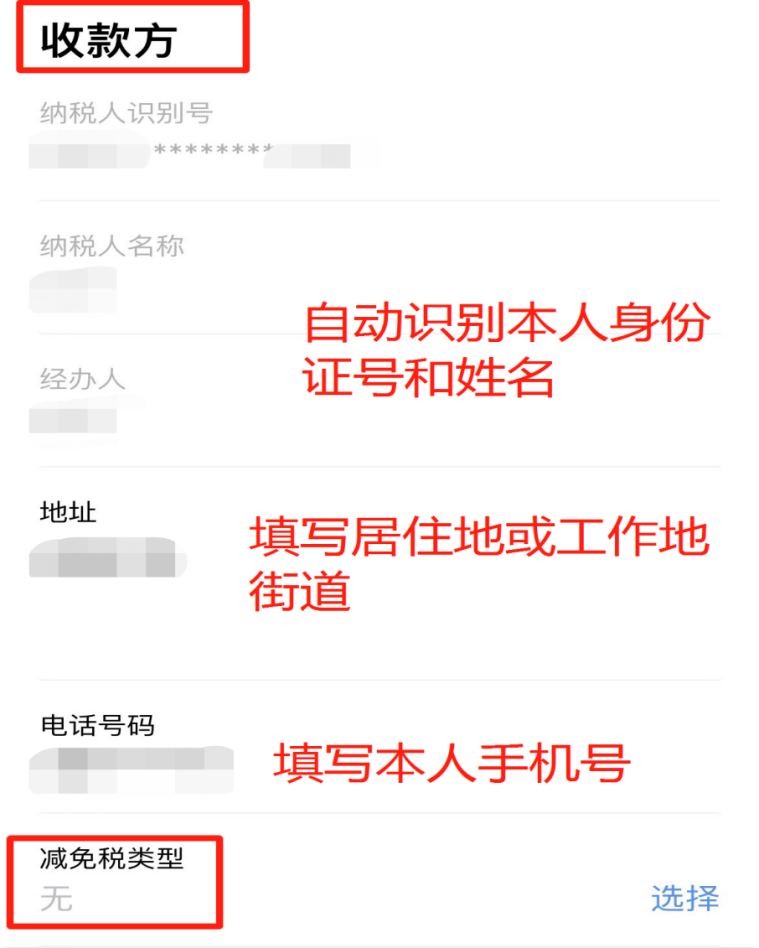 收款方
纳税人识别号
********
纳税人名称
自动识别本人身份
证号和姓名
经办人
地址
填写居住地或工作地
街道
电话号码
填写本人手机号
减免税类型
无
选择